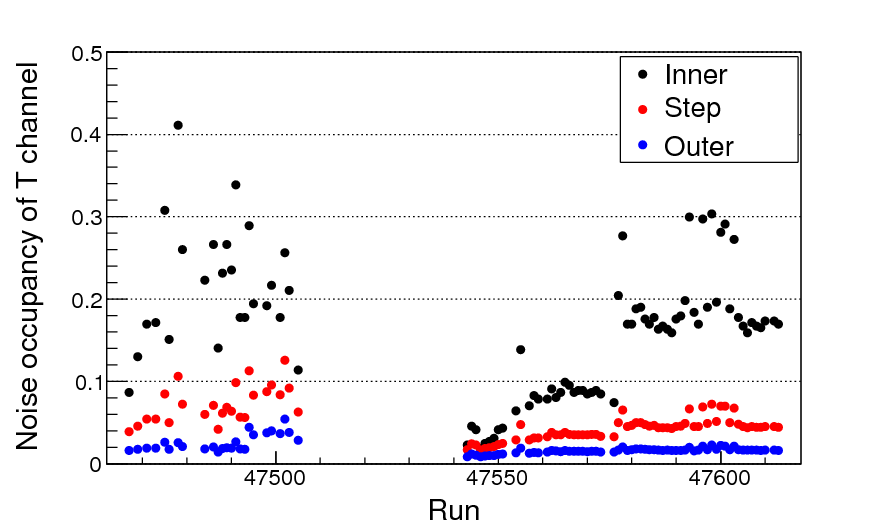 Noise occupancy of T channel
0.5
0.4
0.3
0.2
0.1
0
Inner
Step
Outer
47500
47550
47600
Run